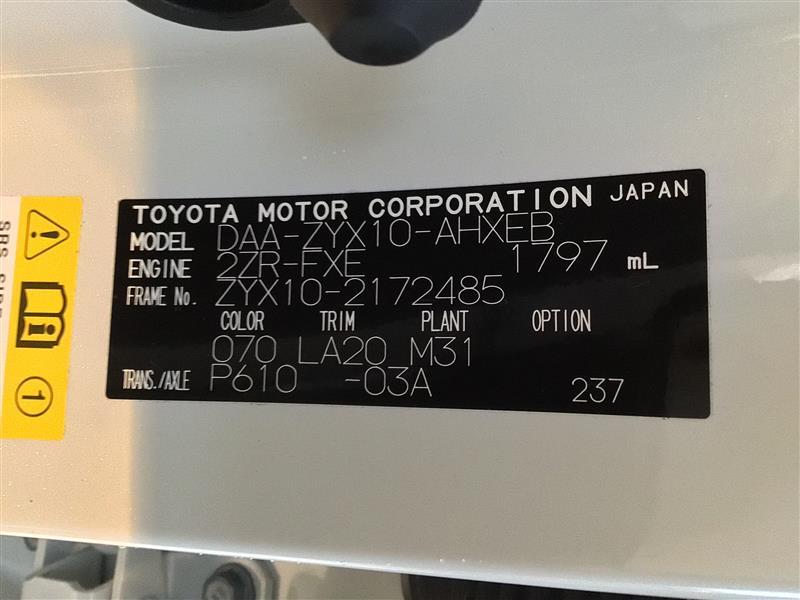 TOYOTA MOTOR CORPORATION JAPAN
MODEL DAA-ZYX10-AHXEB
ENGINE 2ZR-FXE 1797 mL
FRAME No. ZYX10-2172485
COLOR TRIM PLANT OPTION
070 LA20 M31
TRANS./AXLE P610 -03A 237
1